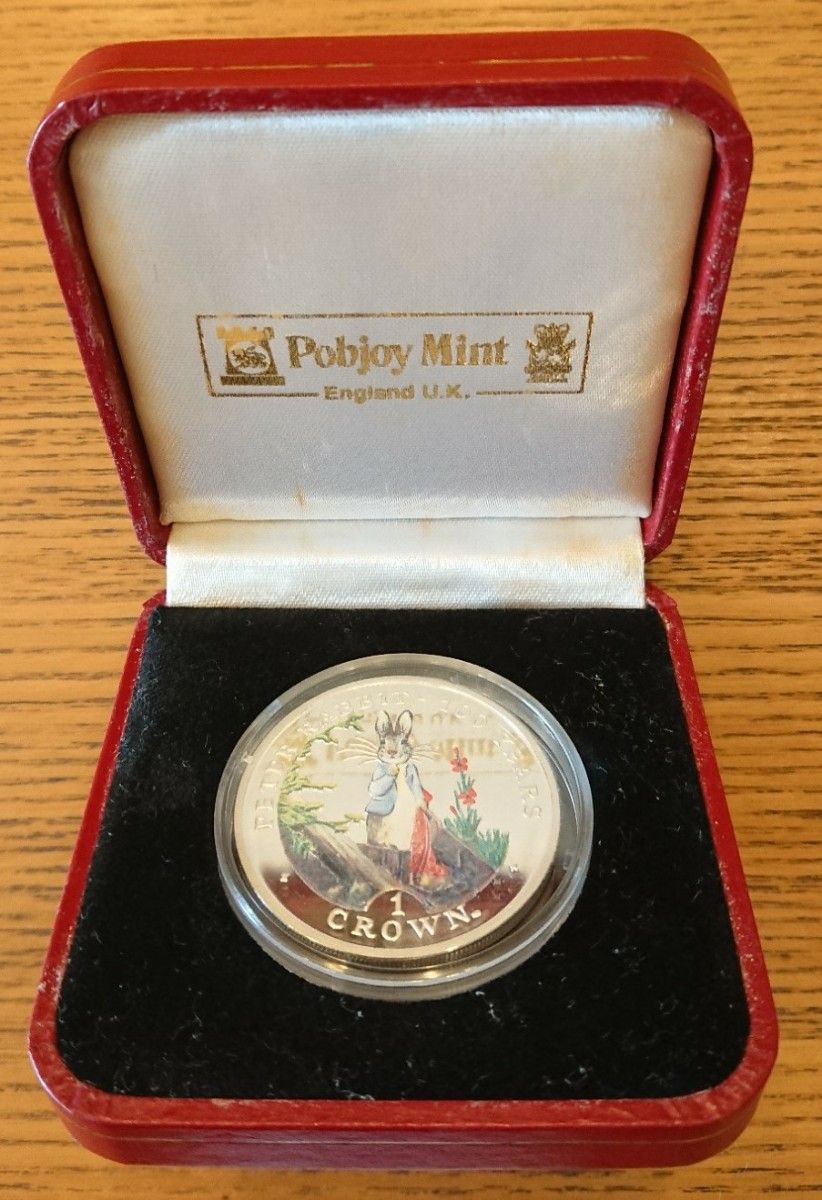 Pobjoy Mint
England U.K.
PETER RABBIT - 100 YEARS
1
CROWN